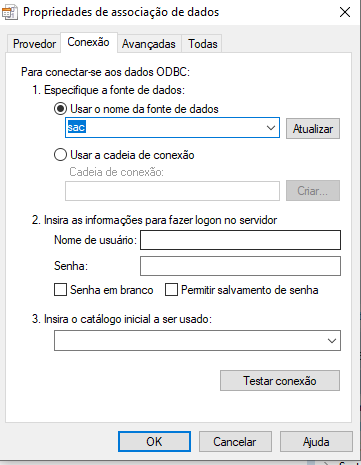 Propriedades de associação de dados
Provedor Conexão Avançadas Todas
Para conectar-se aos dados ODBC:
1. Especifique a fonte de dados:
Usar o nome da fonte de dados
sac
Atualizar
Usar a cadeia de conexão
Cadeia de conexão:
Criar...
2. Insira as informações para fazer logon no servidor
Nome de usuário:
Senha:
Senha em branco Permitir salvamento de senha
3. Insira o catálogo inicial a ser usado:
Testar conexão
OK Cancelar Ajuda